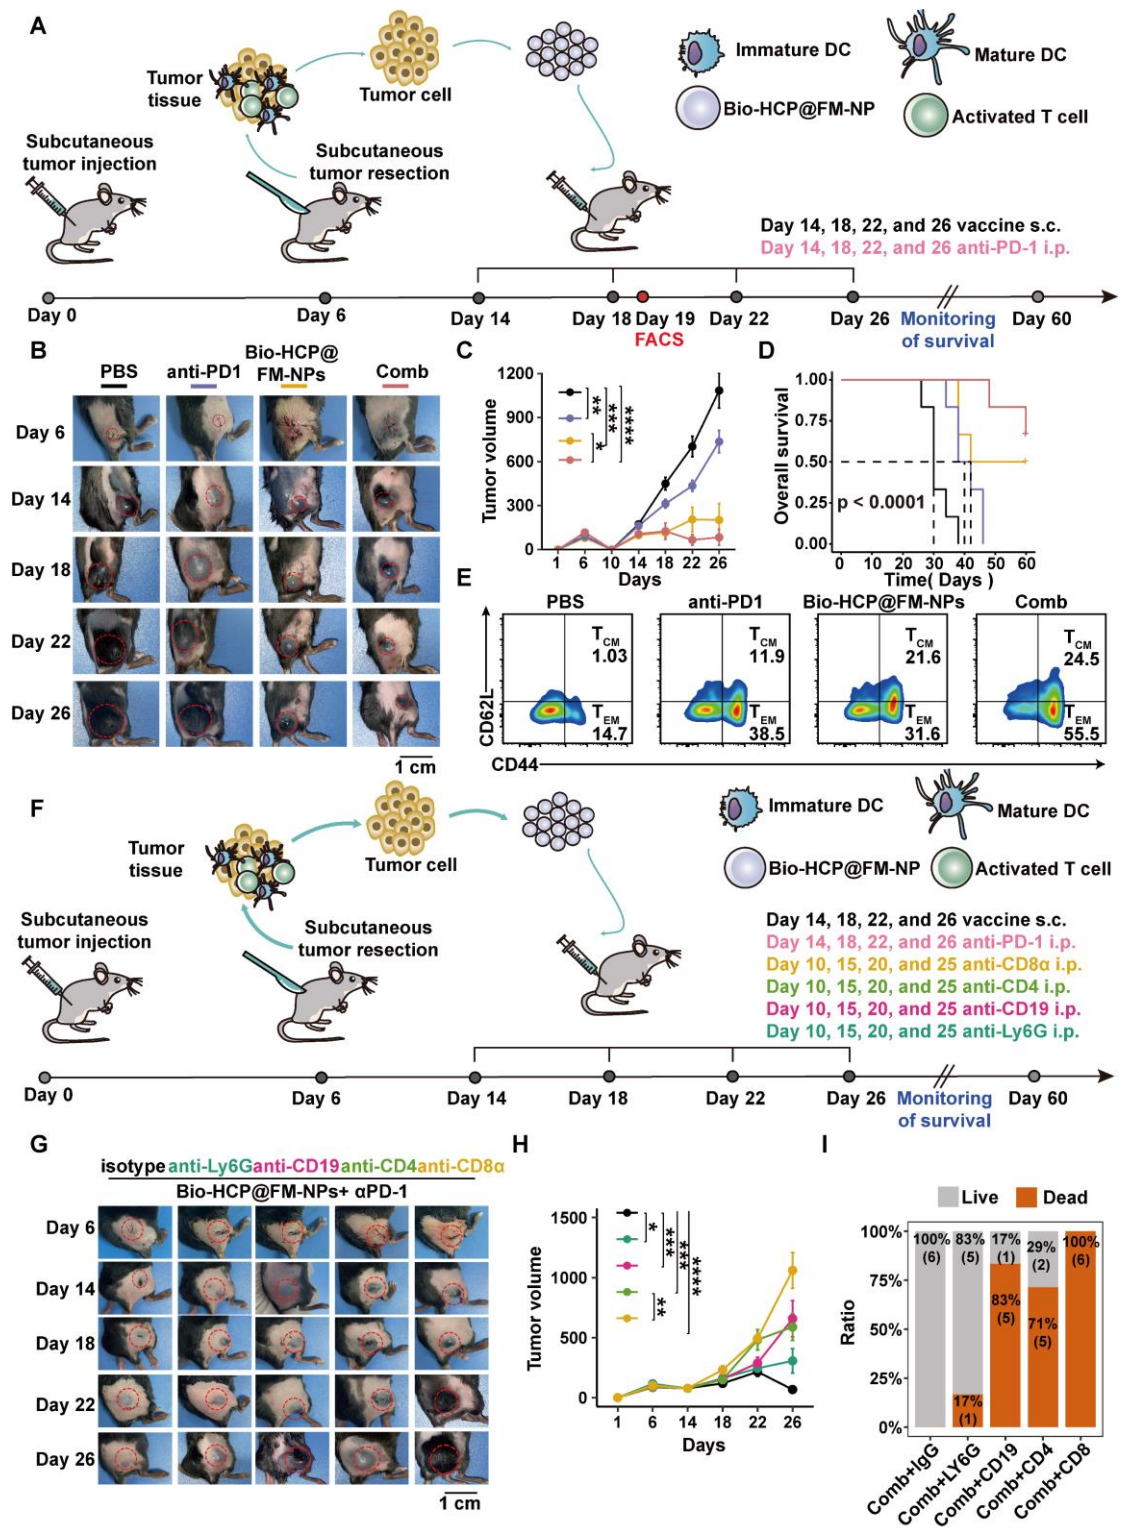 A
Tumor
tissue
Tumor cell
Immature DC
Mature DC
Bio-HCP@FM-NP
Activated T cell
Subcutaneous
tumor injection
Subcutaneous
tumor resection
Day 14, 18, 22, and 26 vaccine s.c.
Day 14, 18, 22, and 26 anti-PD-1 i.p.
Day 0
Day 6
Day 14
Day 18
Day 19
FACS
Day 22
Day 26
Monitoring
of survival
Day 60
B
PBS
anti-PD1
Bio-HCP@
FM-NPs
Comb
Day 6
Day 14
Day 18
Day 22
Day 26
1 cm
C
Tumor volume
1200
900
600
300
0
**
***
****
*
1 6 10 14 18 22 26
Days
D
Overall survival
1.00
0.75
0.50
0.25
0.00
p < 0.0001
0 10 20 30 40 50 60
Time( Days )
E
PBS
anti-PD1
Bio-HCP@FM-NPs
Comb
TCM
1.03
TEM
14.7
TCM
11.9
TEM
38.5
TCM
21.6
TEM
31.6
TCM
24.5
TEM
55.5
CD62L
CD44
F
Tumor
tissue
Tumor cell
Immature DC
Mature DC
Bio-HCP@FM-NP
Activated T cell
Subcutaneous
tumor injection
Subcutaneous
tumor resection
Day 14, 18, 22, and 26 vaccine s.c.
Day 14, 18, 22, and 26 anti-PD-1 i.p.
Day 10, 15, 20, and 25 anti-CD8α i.p.
Day 10, 15, 20, and 25 anti-CD4 i.p.
Day 10, 15, 20, and 25 anti-CD19 i.p.
Day 10, 15, 20, and 25 anti-Ly6G i.p.
Day 0
Day 6
Day 14
Day 18
Day 22
Day 26
Monitoring
of survival
Day 60
G
isotype anti-Ly6G anti-CD19 anti-CD4 anti-CD8α
Bio-HCP@FM-NPs+ αPD-1
Day 6
Day 14
Day 18
Day 22
Day 26
1 cm
H
Tumor volume
1500
1000
500
0
*
***
***
****
**
1 6 14 18 22 26
Days
I
Live
Dead
Ratio
100%
75%
50%
25%
0%
100%
(6)
83%
(5)
17%
(1)
17%
(1)
83%
(5)
29%
(2)
71%
(5)
100%
(6)
Comb+IgG
Comb+LY6G
Comb+CD19
Comb+CD4
Comb+CD8